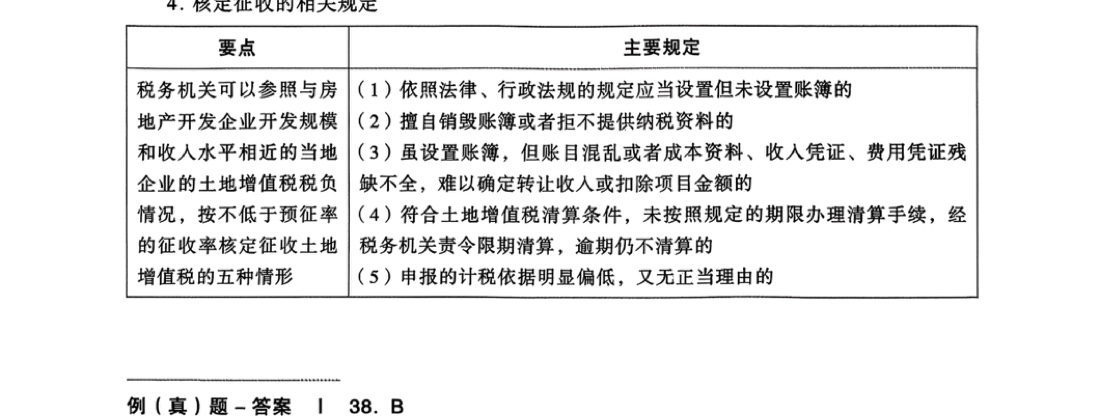 4. 核定征收的相关规定
要点
主要规定
税务机关可以参照与房
地产开发企业开发规模
和收入水平相近的当地
企业的土地增值税税负
情况，按不低于预征率
的征收率核定征收土地
增值税的五种情形
（1）依照法律、行政法规的规定应当设置但未设置账簿的
（2）擅自销毁账簿或者拒不提供纳税资料的
（3）虽设置账簿，但账目混乱或者成本资料、收入凭证、费用凭证残
缺不全，难以确定转让收入或扣除项目金额的
（4）符合土地增值税清算条件，未按照规定的期限办理清算手续，经
税务机关责令限期清算，逾期仍不清算的
（5）申报的计税依据明显偏低，又无正当理由的
例（真）题－答案 | 38. B